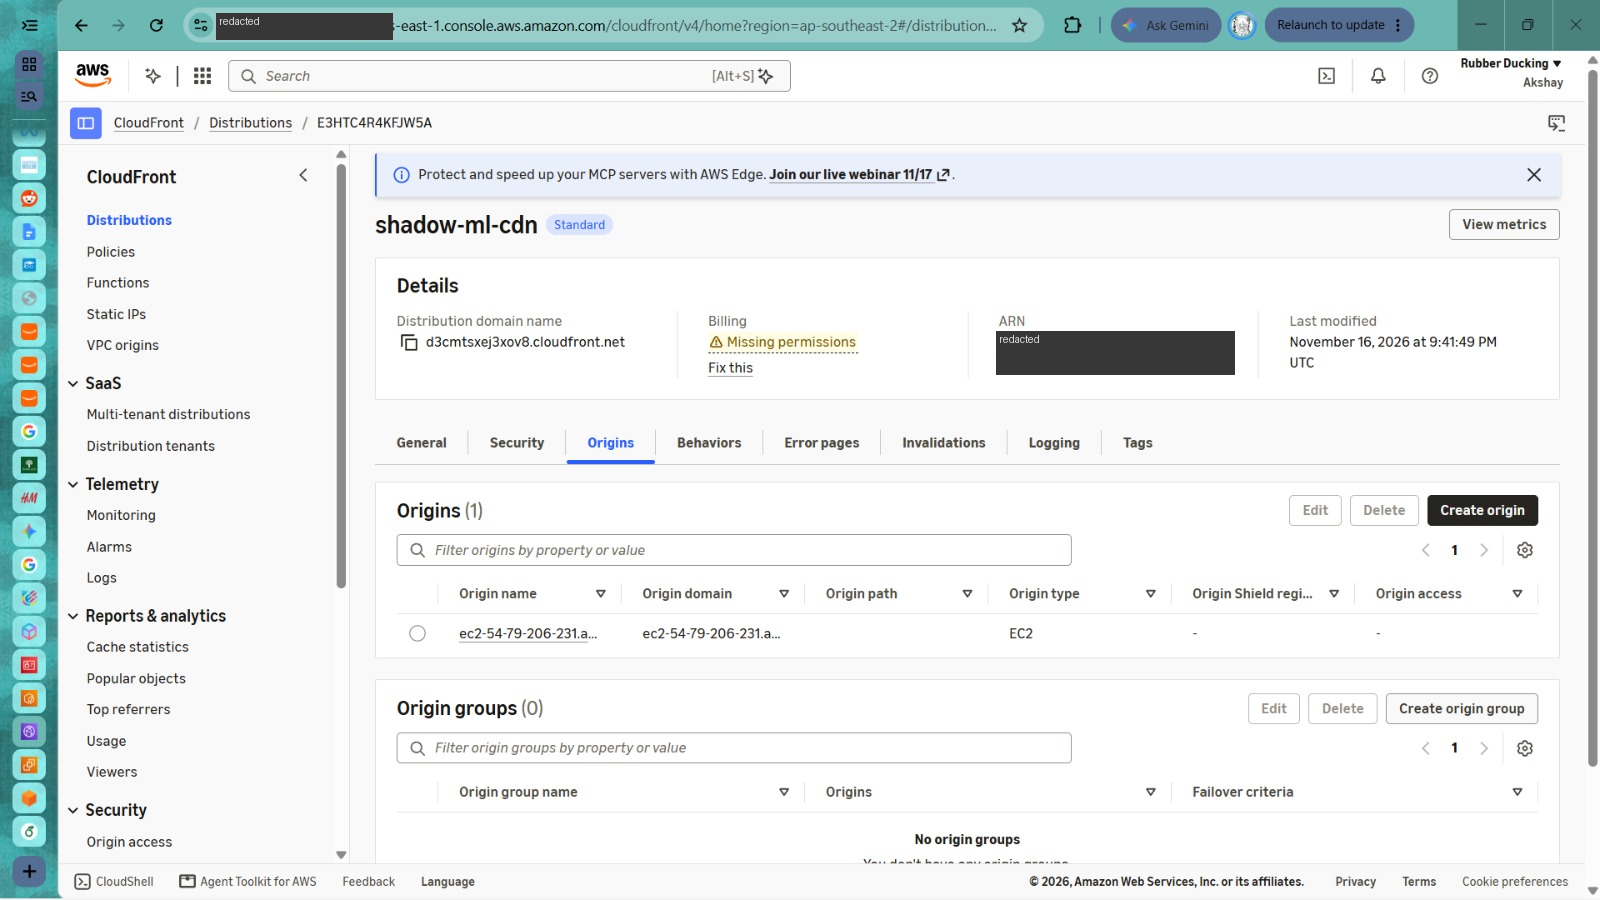 redacted
s-east-1.console.aws.amazon.com/cloudfront/v4/home?region=ap-southeast-2#/distribution...
Ask Gemini
Relaunch to update
aws
Search
[Alt+S]
Rubber Ducking
Akshay
CloudFront / Distributions / E3HTC4R4KFJW5A
CloudFront
Distributions
Policies
Functions
Static IPs
VPC origins
SaaS
Multi-tenant distributions
Distribution tenants
Telemetry
Monitoring
Alarms
Logs
Reports & analytics
Cache statistics
Popular objects
Top referrers
Usage
Viewers
Security
Origin access
Protect and speed up your MCP servers with AWS Edge. Join our live webinar 11/17 .
shadow-ml-cdn
Standard
View metrics
Details
Distribution domain name
d3cmtsxej3xov8.cloudfront.net
Billing
Missing permissions
Fix this
ARN
redacted
Last modified
November 16, 2026 at 9:41:49 PM
UTC
General
Security
Origins
Behaviors
Error pages
Invalidations
Logging
Tags
Origins (1)
Edit
Delete
Create origin
Filter origins by property or value
1
Origin name
Origin domain
Origin path
Origin type
Origin Shield regi...
Origin access
ec2-54-79-206-231.a...
ec2-54-79-206-231.a...
EC2
-
-
Origin groups (0)
Edit
Delete
Create origin group
Filter origin groups by property or value
1
Origin group name
Origins
Failover criteria
No origin groups
You don't have any origin groups
CloudShell
Agent Toolkit for AWS
Feedback
Language
© 2026, Amazon Web Services, Inc. or its affiliates.
Privacy
Terms
Cookie preferences